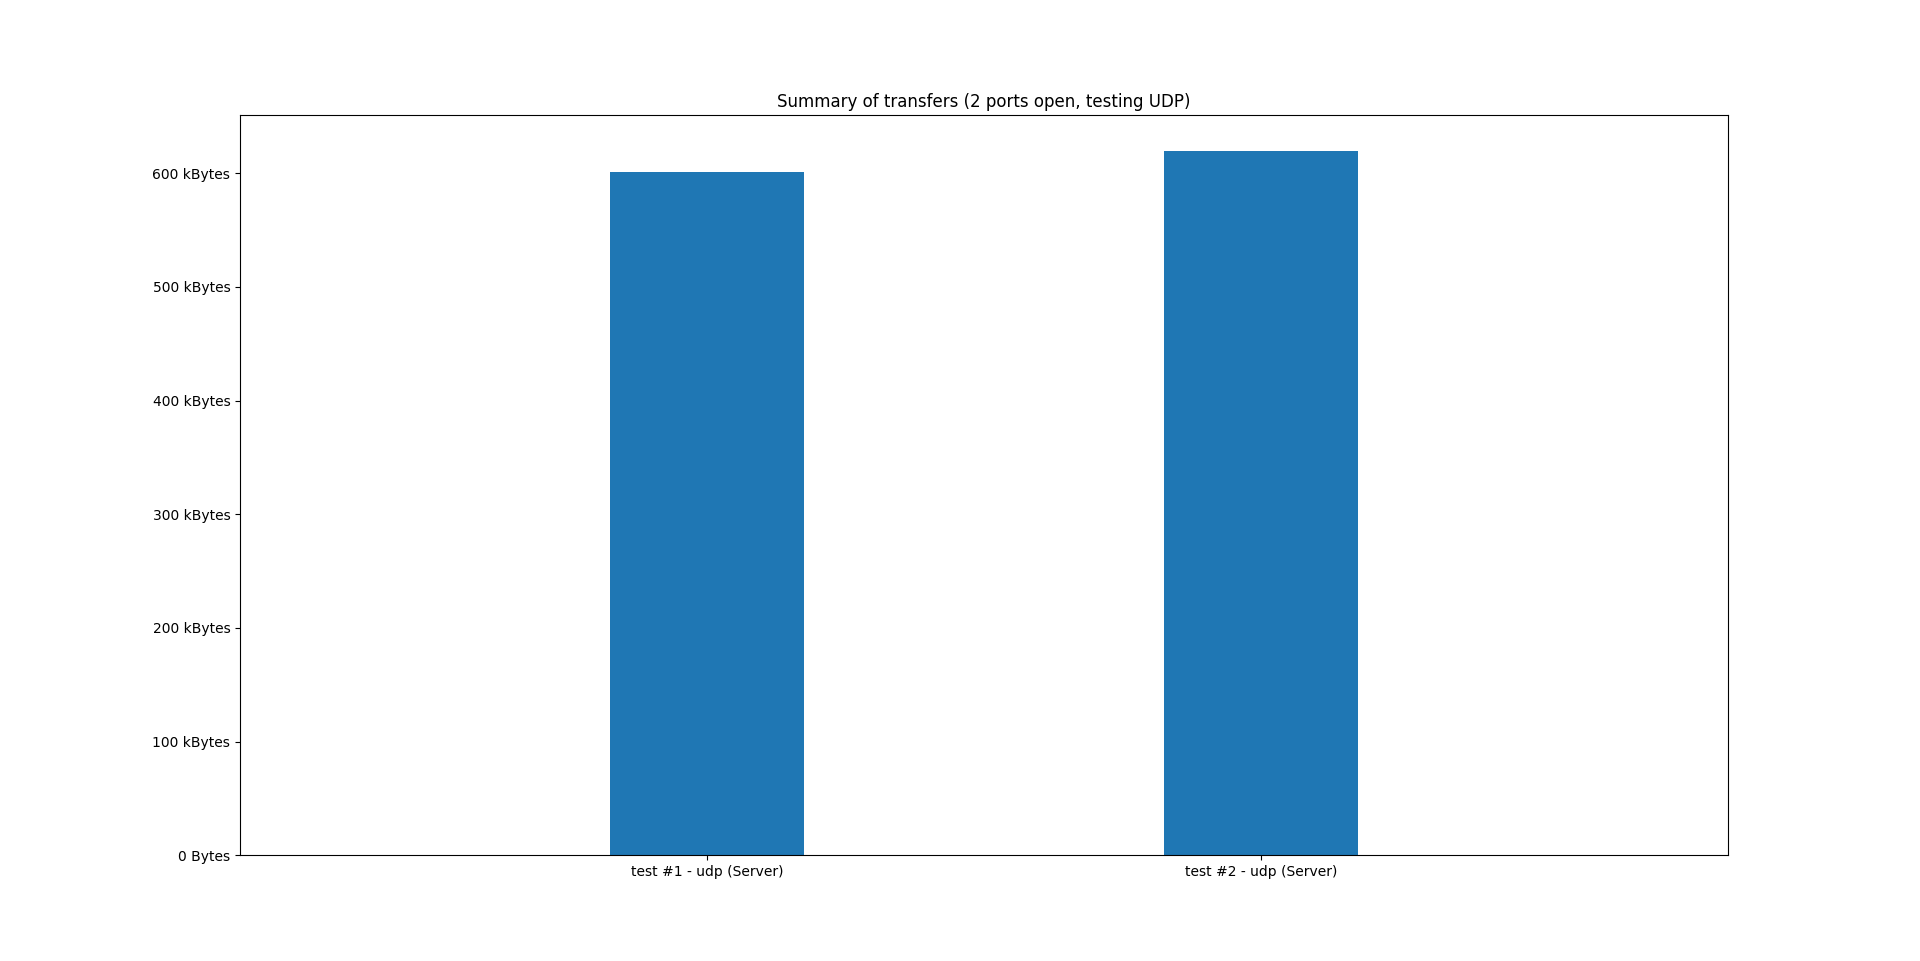 Summary of transfers (2 ports open, testing UDP)
600 kBytes
500 kBytes
400 kBytes
300 kBytes
200 kBytes
100 kBytes
0 Bytes
test #1 - udp (Server)
test #2 - udp (Server)